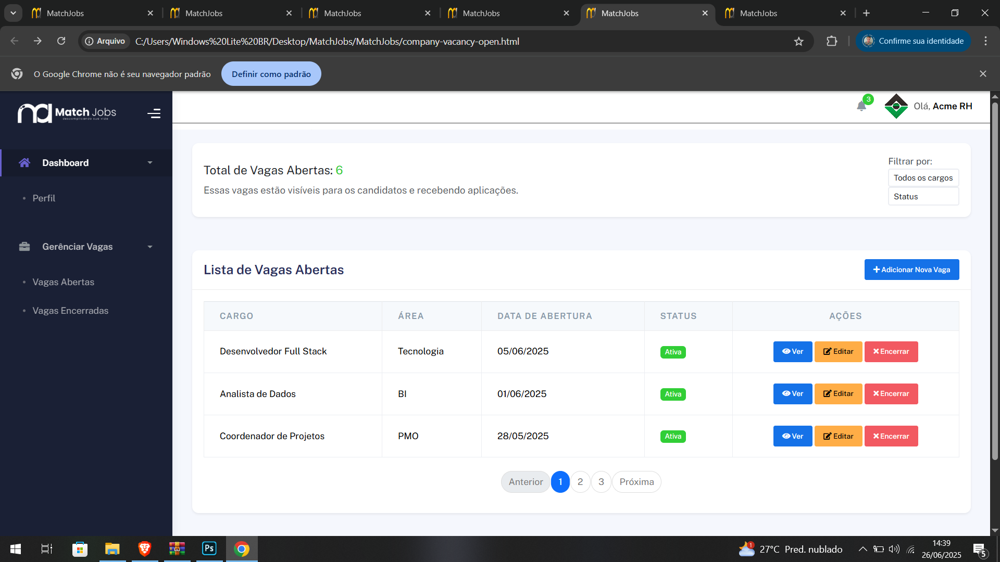 MatchJobs
MatchJobs
MatchJobs
MatchJobs
MatchJobs
MatchJobs
Arquivo
C:/Users/Windows%20Lite%20BR/Desktop/MatchJobs/MatchJobs/company-vacancy-open.html
Confirme sua identidade
O Google Chrome não é seu navegador padrão
Definir como padrão
Match Jobs
descomplicando sua vida
3
Olá, Acme RH
Dashboard
Perfil
Gerênciar Vagas
Vagas Abertas
Vagas Encerradas
Total de Vagas Abertas: 6
Essas vagas estão visíveis para os candidatos e recebendo aplicações.
Filtrar por:
Todos os cargos
Status
Lista de Vagas Abertas
Adicionar Nova Vaga
CARGO ÁREA DATA DE ABERTURA STATUS AÇÕES
Desenvolvedor Full Stack Tecnologia 05/06/2025 Ativa Ver Editar Encerrar
Analista de Dados BI 01/06/2025 Ativa Ver Editar Encerrar
Coordenador de Projetos PMO 28/05/2025 Ativa Ver Editar Encerrar
Anterior 1 2 3 Próxima
Ps
1
27°C Pred. nublado
14:39
26/06/2025
5